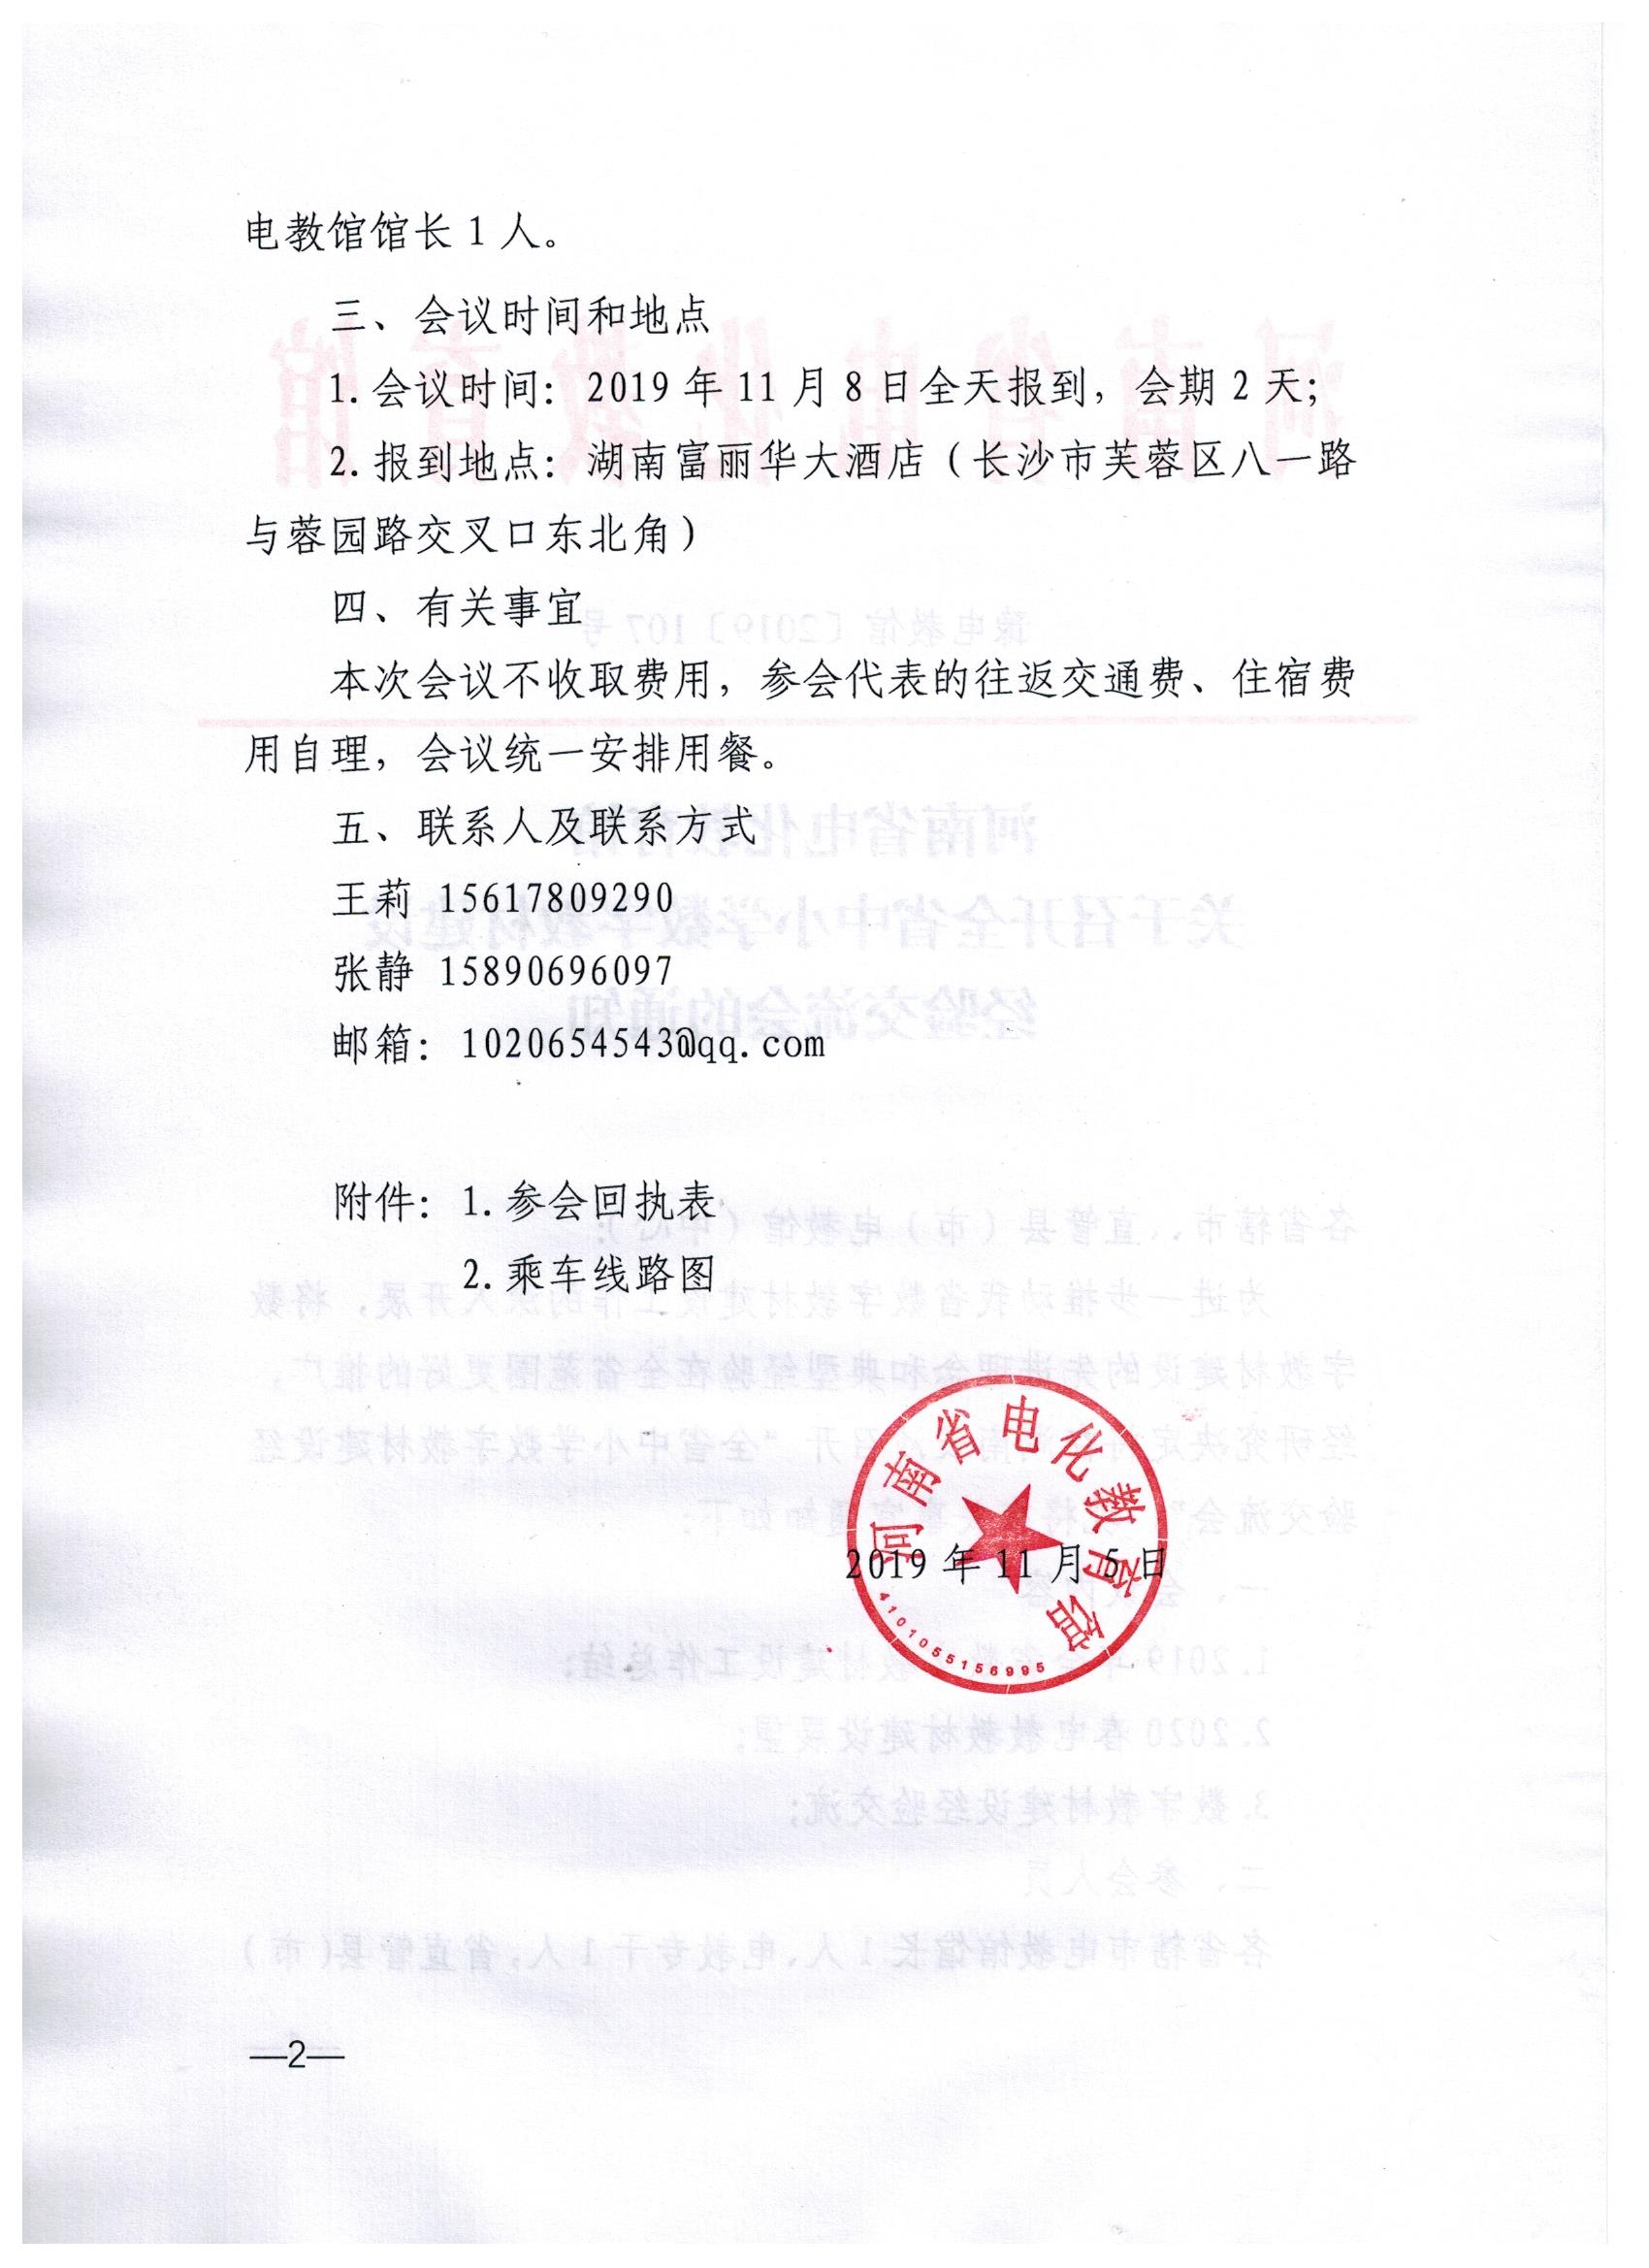 电教馆馆长1人。
三、会议时间和地点
1.会议时间：2019年11月8日全天报到，会期2天；
2.报到地点：湖南富丽华大酒店（长沙市芙蓉区八一路
与蓉园路交叉口东北角）
四、有关事宜
本次会议不收取费用，参会代表的往返交通费、住宿费
用自理，会议统一安排用餐。
五、联系人及联系方式
王莉 15617809290
张静 15890696097
邮箱：1020654543@qq.com
附件：1.参会回执表
2.乘车线路图
河南省电化教育馆
2019年11月5日
4101055156995
—2—